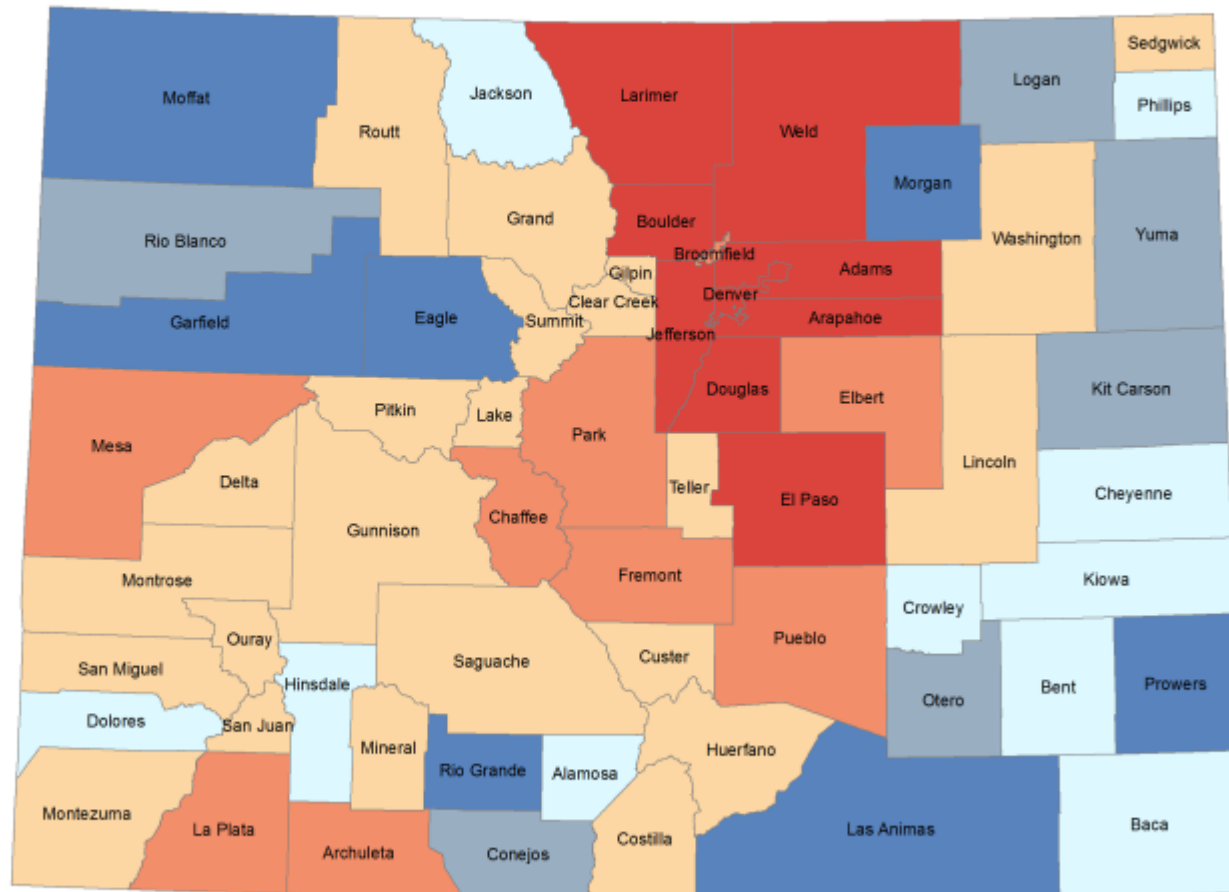 Sedgwick
Logan
Jackson
Larimer
Moffat
Phillips
Weld
Routt
Morgan
Grand
Boulder
Yuma
Washington
Rio Blanco
Broomfield
Adams
Gilpin
Denver
Clear Creek
Eagle
Summit
Arapahoe
Garfield
Jefferson
Douglas
Kit Carson
Elbert
Pitkin
Lake
Park
Mesa
Lincoln
Delta
Teller
Cheyenne
El Paso
Chaffee
Gunnison
Fremont
Montrose
Kiowa
Crowley
Ouray
Pueblo
Custer
Saguache
San Miguel
Hinsdale
Prowers
Bent
Otero
Dolores
San Juan
Mineral
Huerfano
Rio Grande
Alamosa
Montezuma
Baca
La Plata
Las Animas
Costilla
Archuleta
Conejos